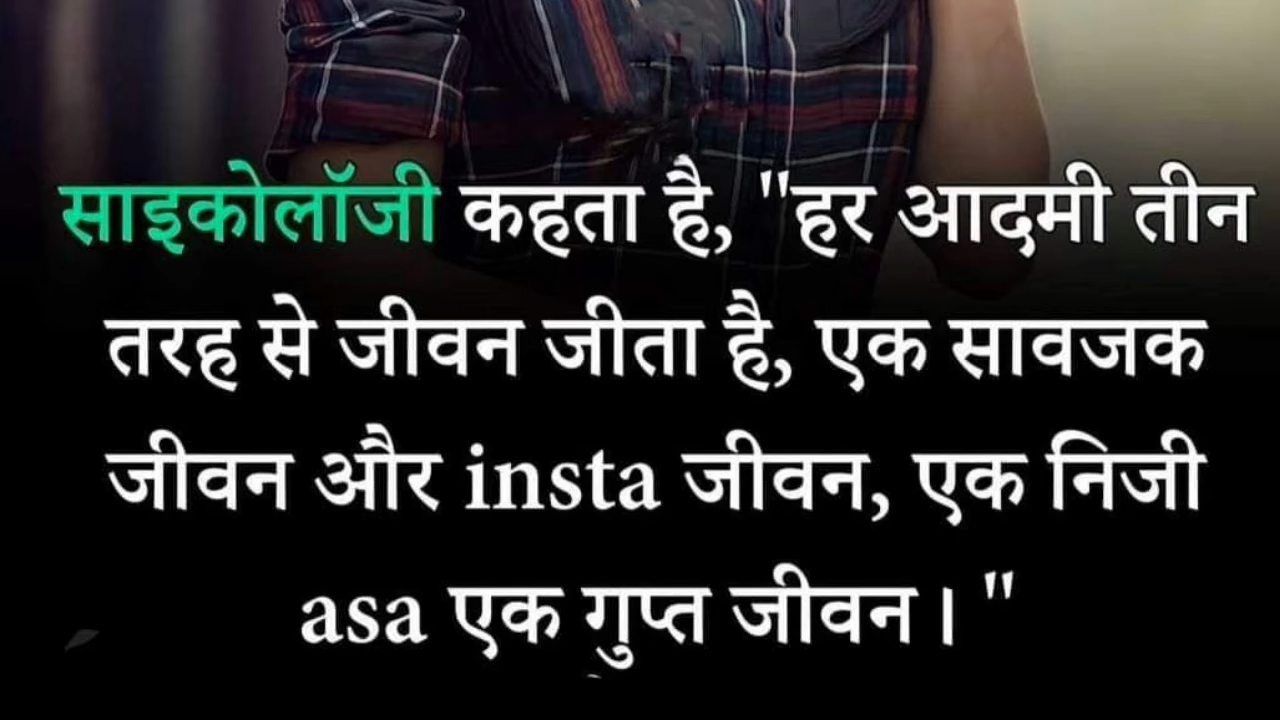 साइकोलॉजी कहता है, "हर आदमी तीन
तरह से जीवन जीता है, एक सावजक
जीवन और insta जीवन, एक निजी
asa एक गुप्त जीवन। "